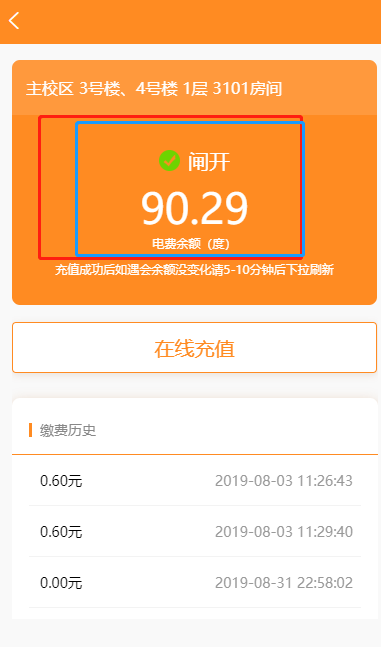 主校区 3号楼、4号楼 1层 3101房间
闸开
90.29
电费余额（度）
充值成功后如遇会余额没变化请5-10分钟后下拉刷新
在线充值
缴费历史
0.60元 2019-08-03 11:26:43
0.60元 2019-08-03 11:29:40
0.00元 2019-08-31 22:58:02